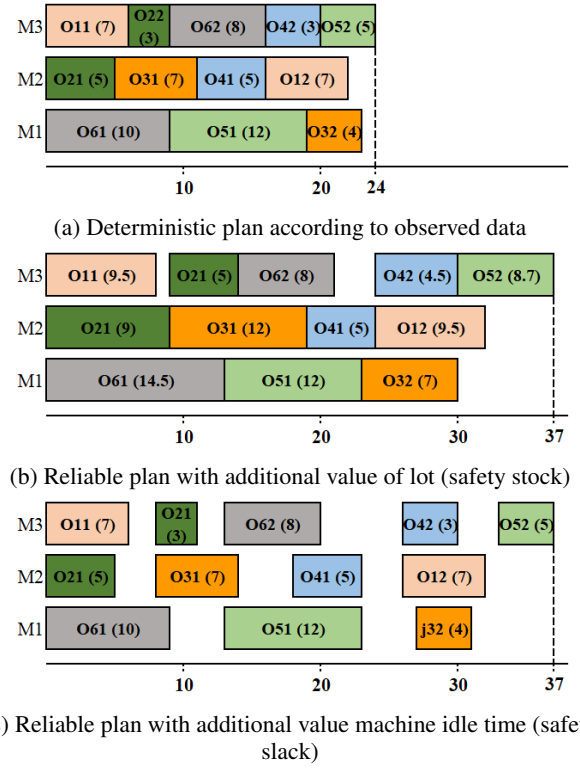 M3 O11 (7) O22 (3) O62 (8) O42 (3) O52 (5)
M2 O21 (5) O31 (7) O41 (5) O12 (7)
M1 O61 (10) O51 (12) O32 (4)
10 20 24
(a) Deterministic plan according to observed data
M3 O11 (9.5) O21 (5) O62 (8) O42 (4.5) O52 (8.7)
M2 O21 (9) O31 (12) O41 (5) O12 (9.5)
M1 O61 (14.5) O51 (12) O32 (7)
10 20 30 37
(b) Reliable plan with additional value of lot (safety stock)
M3 O11 (7) O21 (3) O62 (8) O42 (3) O52 (5)
M2 O21 (5) O31 (7) O41 (5) O12 (7)
M1 O61 (10) O51 (12) j32 (4)
10 20 30 37
) Reliable plan with additional value machine idle time (safe
slack)